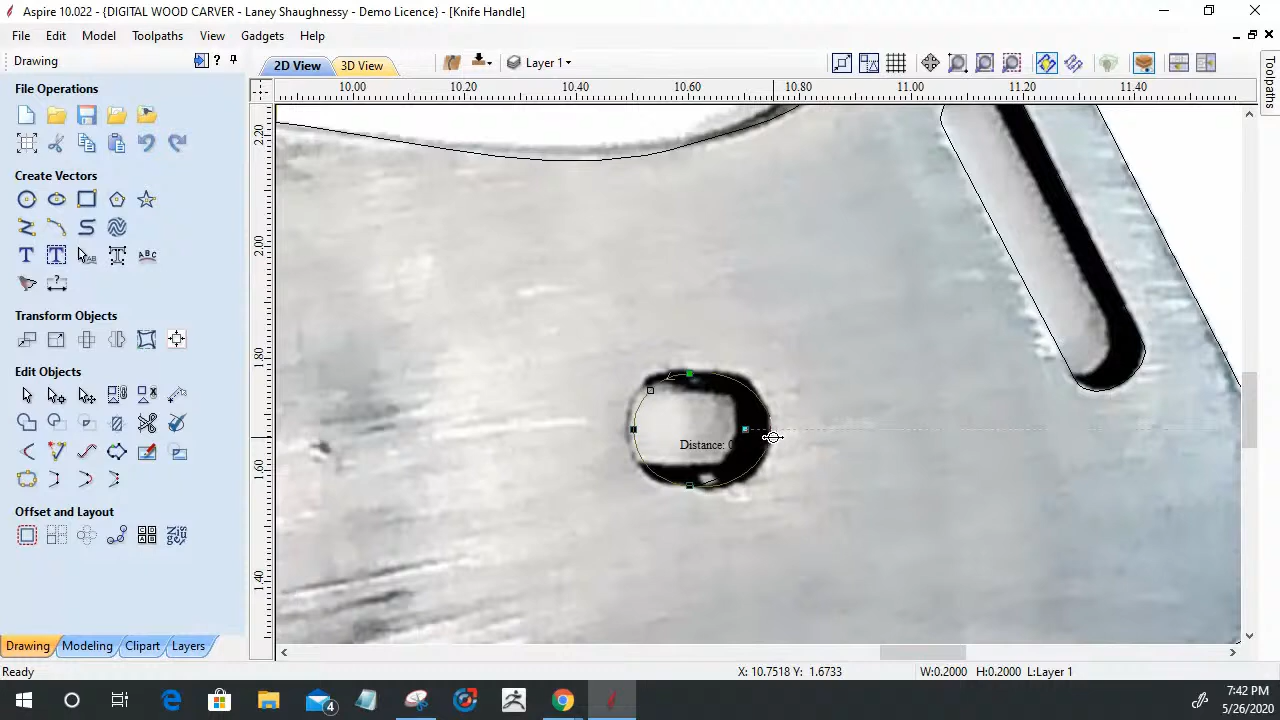 Aspire 10.022 - {DIGITAL WOOD CARVER - Laney Shaughnessy - Demo Licence} - [Knife Handle]
File Edit Model Toolpaths View Gadgets Help
Drawing
2D View 3D View Layer 1
File Operations
10.00 10.20 10.40 10.60 10.80 11.00 11.20 11.40
Toolpaths
2.20
Create Vectors
2.00
Transform Objects
1.80
Edit Objects
Distance: 0
1.60
Offset and Layout
1.40
Drawing Modeling Clipart Layers
Ready X: 10.7518 Y: 1.6733 W:0.2000 H:0.2000 L:Layer 1
4
7:42 PM
5/26/2020